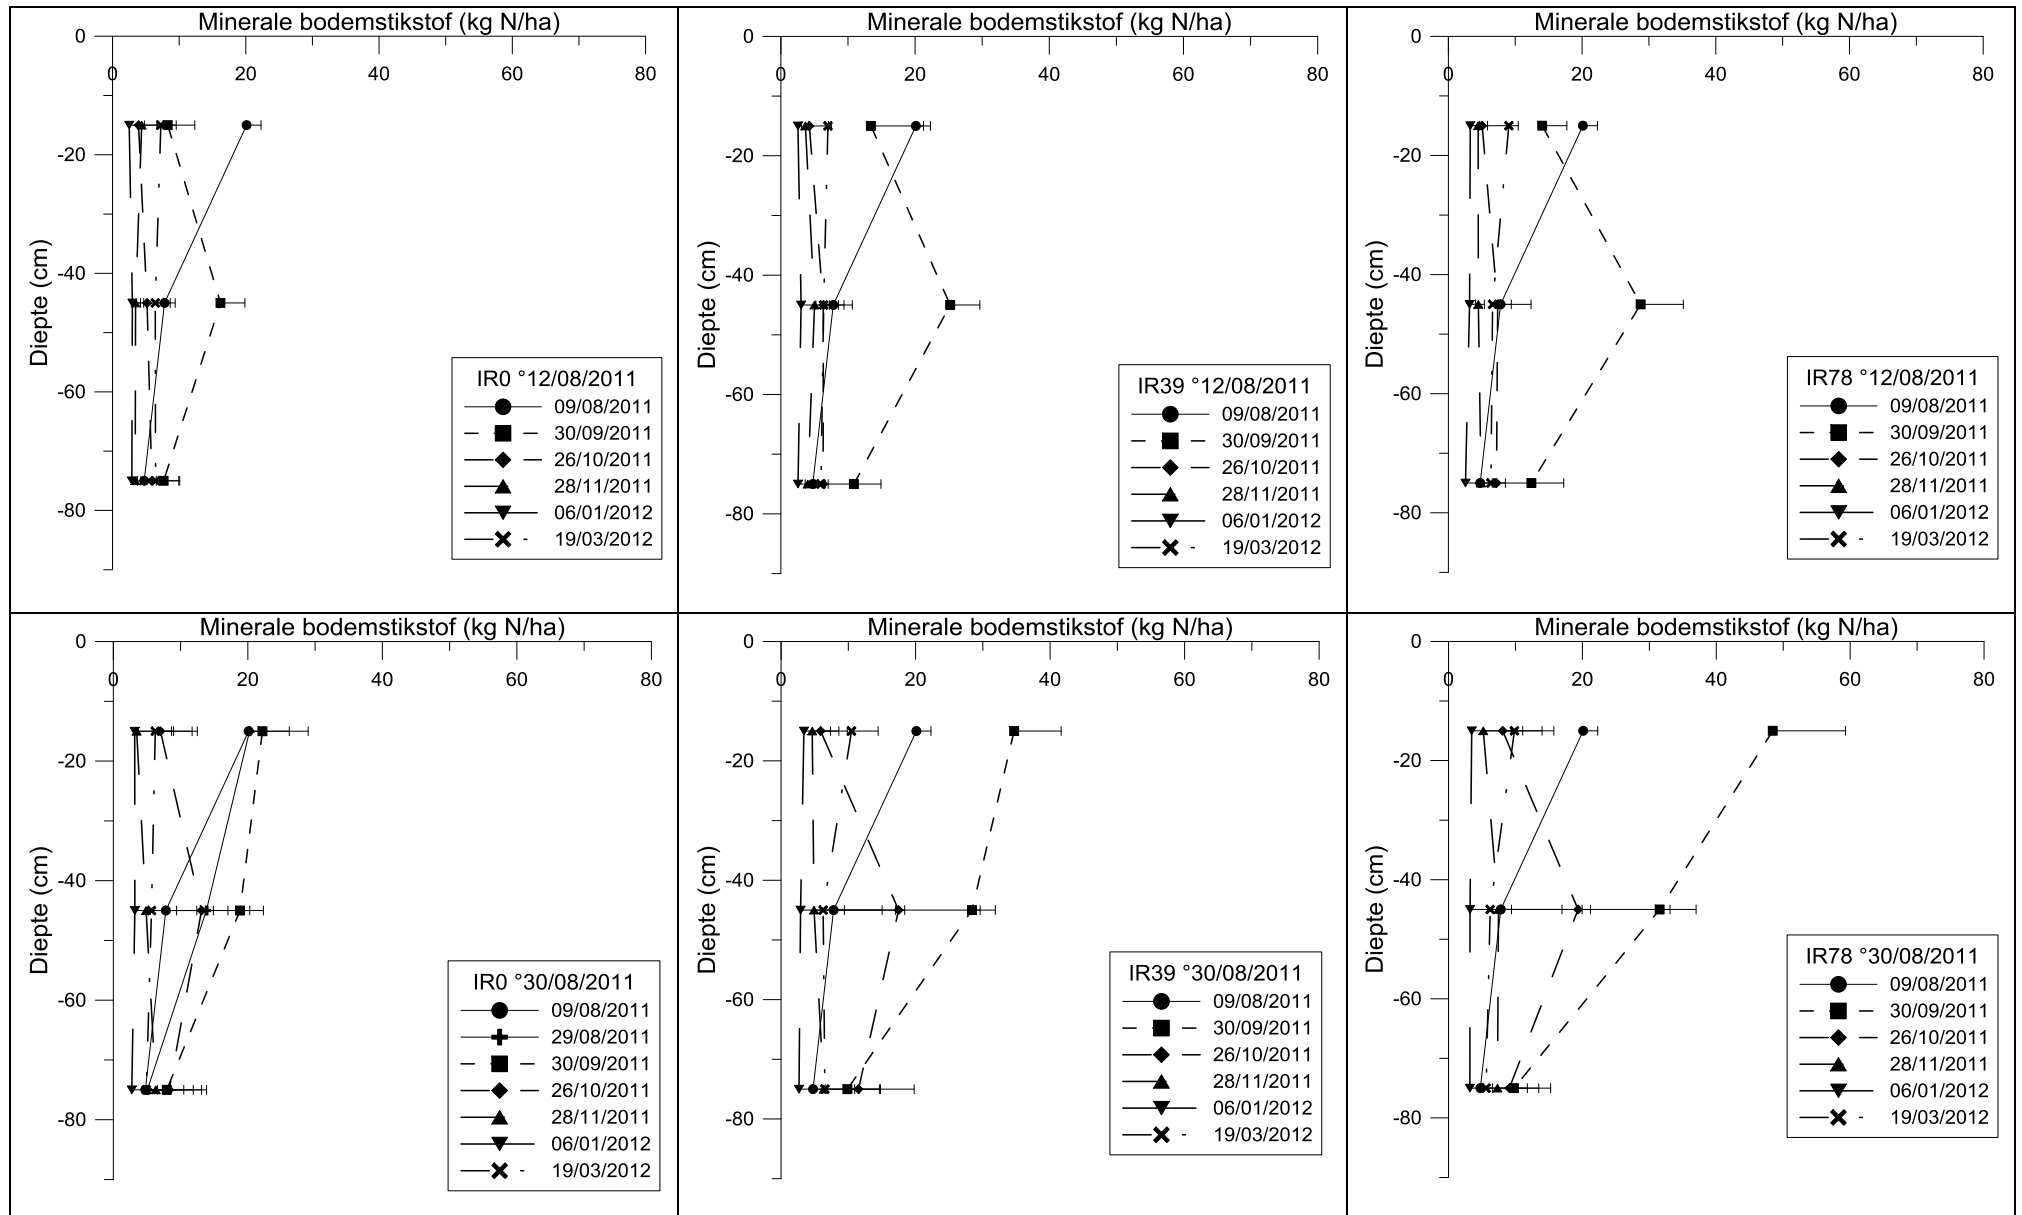 Minerale bodemstikstof (kg N/ha)
0
0 20 40 60 80
-20
-40
-60
-80
Diepte (cm)
IR0 °12/08/2011
09/08/2011
30/09/2011
26/10/2011
28/11/2011
06/01/2012
19/03/2012
Minerale bodemstikstof (kg N/ha)
0
0 20 40 60 80
-20
-40
-60
-80
Diepte (cm)
IR39 °12/08/2011
09/08/2011
30/09/2011
26/10/2011
28/11/2011
06/01/2012
19/03/2012
Minerale bodemstikstof (kg N/ha)
0
0 20 40 60 80
-20
-40
-60
-80
Diepte (cm)
IR78 °12/08/2011
09/08/2011
30/09/2011
26/10/2011
28/11/2011
06/01/2012
19/03/2012
Minerale bodemstikstof (kg N/ha)
0
0 20 40 60 80
-20
-40
-60
-80
Diepte (cm)
IR0 °30/08/2011
09/08/2011
29/08/2011
30/09/2011
26/10/2011
28/11/2011
06/01/2012
19/03/2012
Minerale bodemstikstof (kg N/ha)
0
0 20 40 60 80
-20
-40
-60
-80
Diepte (cm)
IR39 °30/08/2011
09/08/2011
30/09/2011
26/10/2011
28/11/2011
06/01/2012
19/03/2012
Minerale bodemstikstof (kg N/ha)
0
0 20 40 60 80
-20
-40
-60
-80
Diepte (cm)
IR78 °30/08/2011
09/08/2011
30/09/2011
26/10/2011
28/11/2011
06/01/2012
19/03/2012